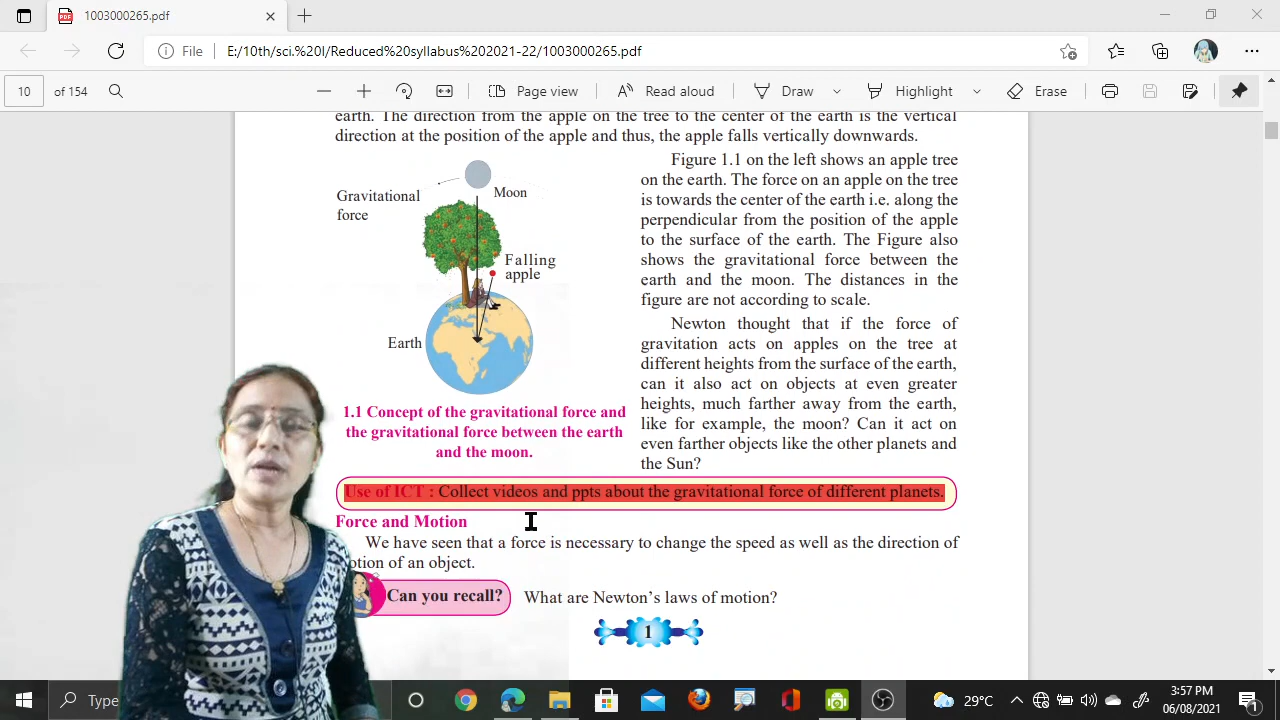 1003000265.pdf
File
E:/10th/sci.%20I/Reduced%20syllabus%202021-22/1003000265.pdf
10
of 154
Page view
Read aloud
Draw
Highlight
Erase
earth. The direction from the apple on the tree to the center of the earth is the vertical
direction at the position of the apple and thus, the apple falls vertically downwards.
Gravitational
force
Moon
Falling
apple
Earth
1.1 Concept of the gravitational force and
the gravitational force between the earth
and the moon.
Figure 1.1 on the left shows an apple tree
on the earth. The force on an apple on the tree
is towards the center of the earth i.e. along the
perpendicular from the position of the apple
to the surface of the earth. The Figure also
shows the gravitational force between the
earth and the moon. The distances in the
figure are not according to scale.
Newton thought that if the force of
gravitation acts on apples on the tree at
different heights from the surface of the earth,
can it also act on objects at even greater
heights, much farther away from the earth,
like for example, the moon? Can it act on
even farther objects like the other planets and
the Sun?
Use of ICT : Collect videos and ppts about the gravitational force of different planets.
Force and Motion
We have seen that a force is necessary to change the speed as well as the direction of
otion of an object.
Can you recall?
What are Newton's laws of motion?
1
Type
29°C
3:57 PM
06/08/2021
1